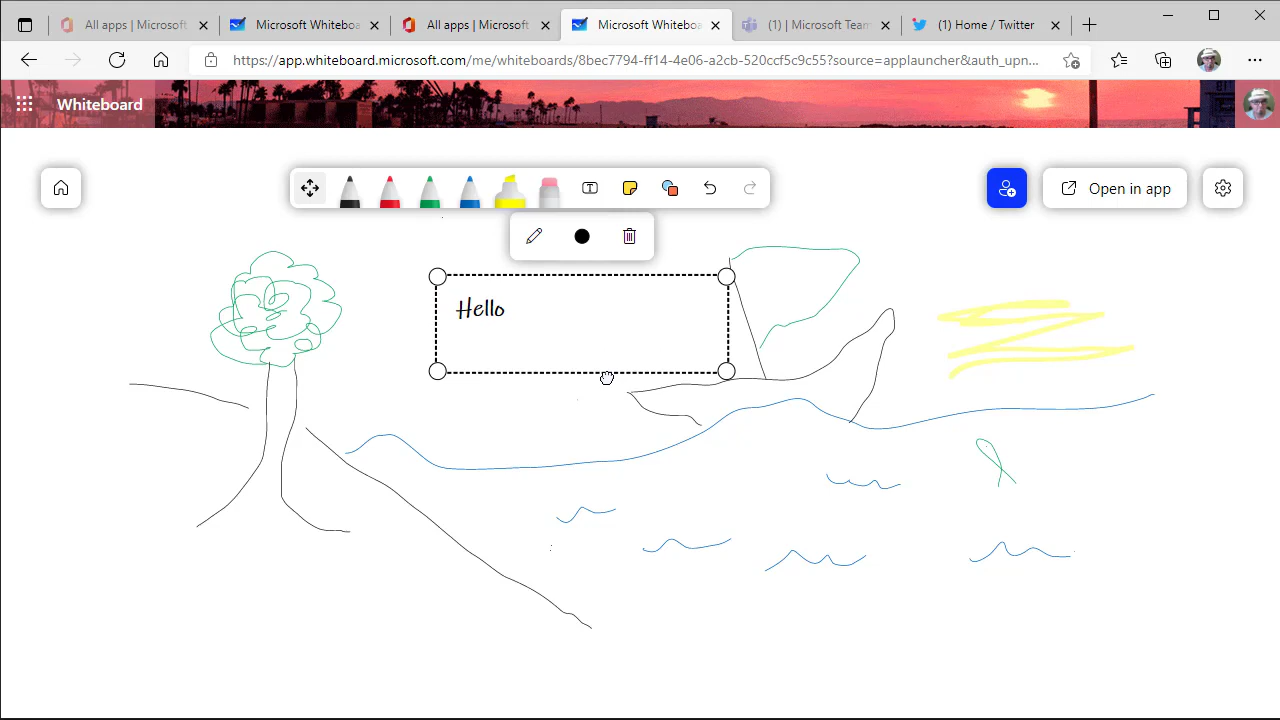 All apps | Microsoft
Microsoft Whiteboa
All apps | Microsoft
Microsoft Whiteboa
(1) | Microsoft Team
(1) Home / Twitter
https://app.whiteboard.microsoft.com/me/whiteboards/8bec7794-ff14-4e06-a2cb-520ccf5c9c55?source=applauncher&auth_upn...
Whiteboard
Open in app
Hello